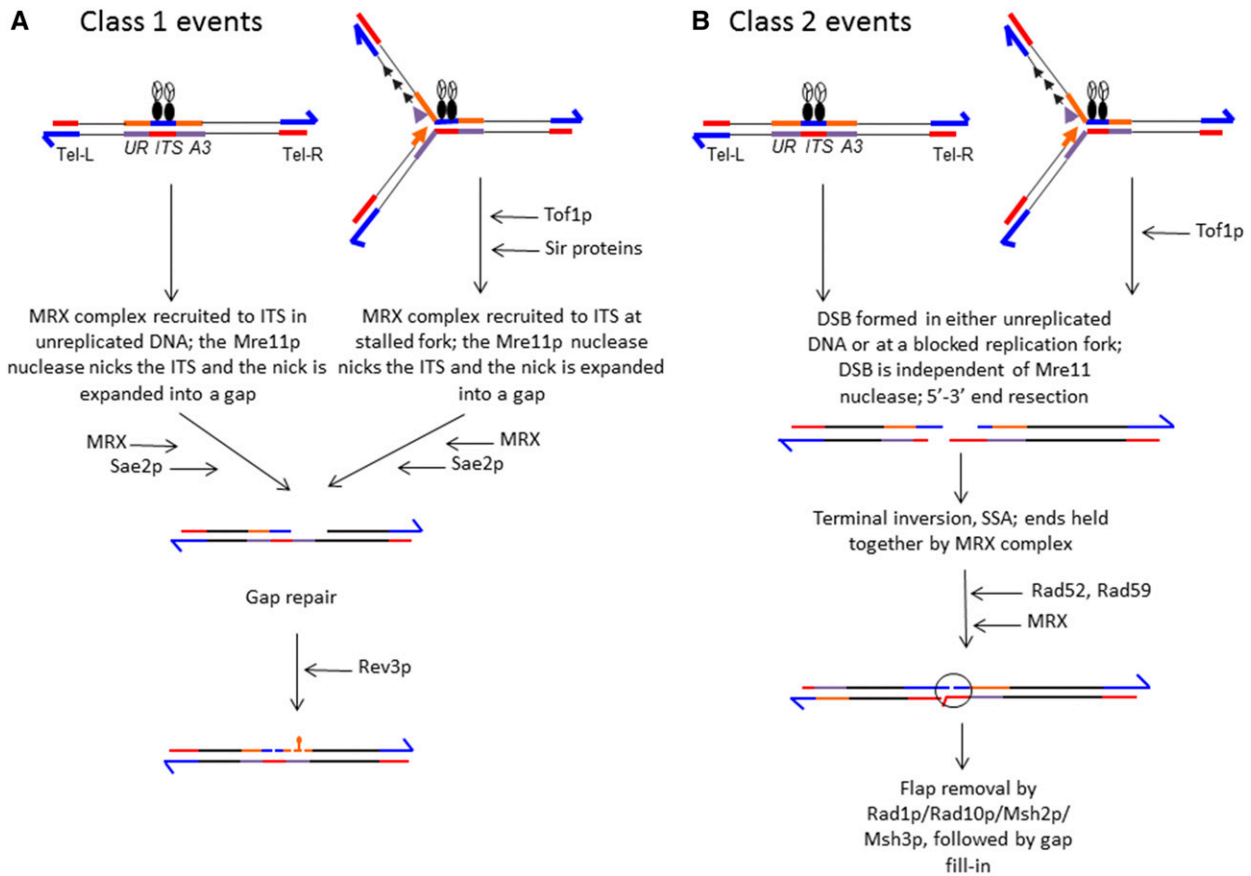 A Class 1 events
Tel-L
UR ITS A3
Tel-R
Tof1p
Sir proteins
MRX complex recruited to ITS in
unreplicated DNA; the Mre11p
nuclease nicks the ITS and the nick is
expanded into a gap
MRX complex recruited to ITS at
stalled fork; the Mre11p nuclease
nicks the ITS and the nick is expanded
into a gap
MRX
Sae2p
MRX
Sae2p
Gap repair
Rev3p
B Class 2 events
Tel-L
UR ITS A3
Tel-R
Tof1p
DSB formed in either unreplicated
DNA or at a blocked replication fork;
DSB is independent of Mre11
nuclease; 5’-3’ end resection
Terminal inversion, SSA; ends held
together by MRX complex
Rad52, Rad59
MRX
Flap removal by
Rad1p/Rad10p/Msh2p/
Msh3p, followed by gap
fill-in